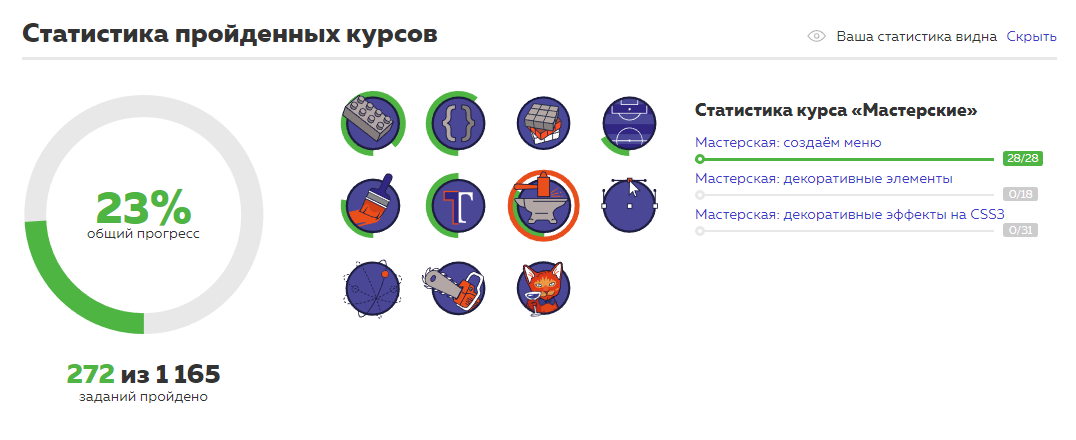 Статистика пройденных курсов
Ваша статистика видна Скрыть
23%
общий прогресс
272 из 1 165
заданий пройдено
{ }
T
Статистика курса «Мастерские»
Мастерская: создаём меню
28/28
Мастерская: декоративные элементы
0/18
Мастерская: декоративные эффекты на CSS3
0/31